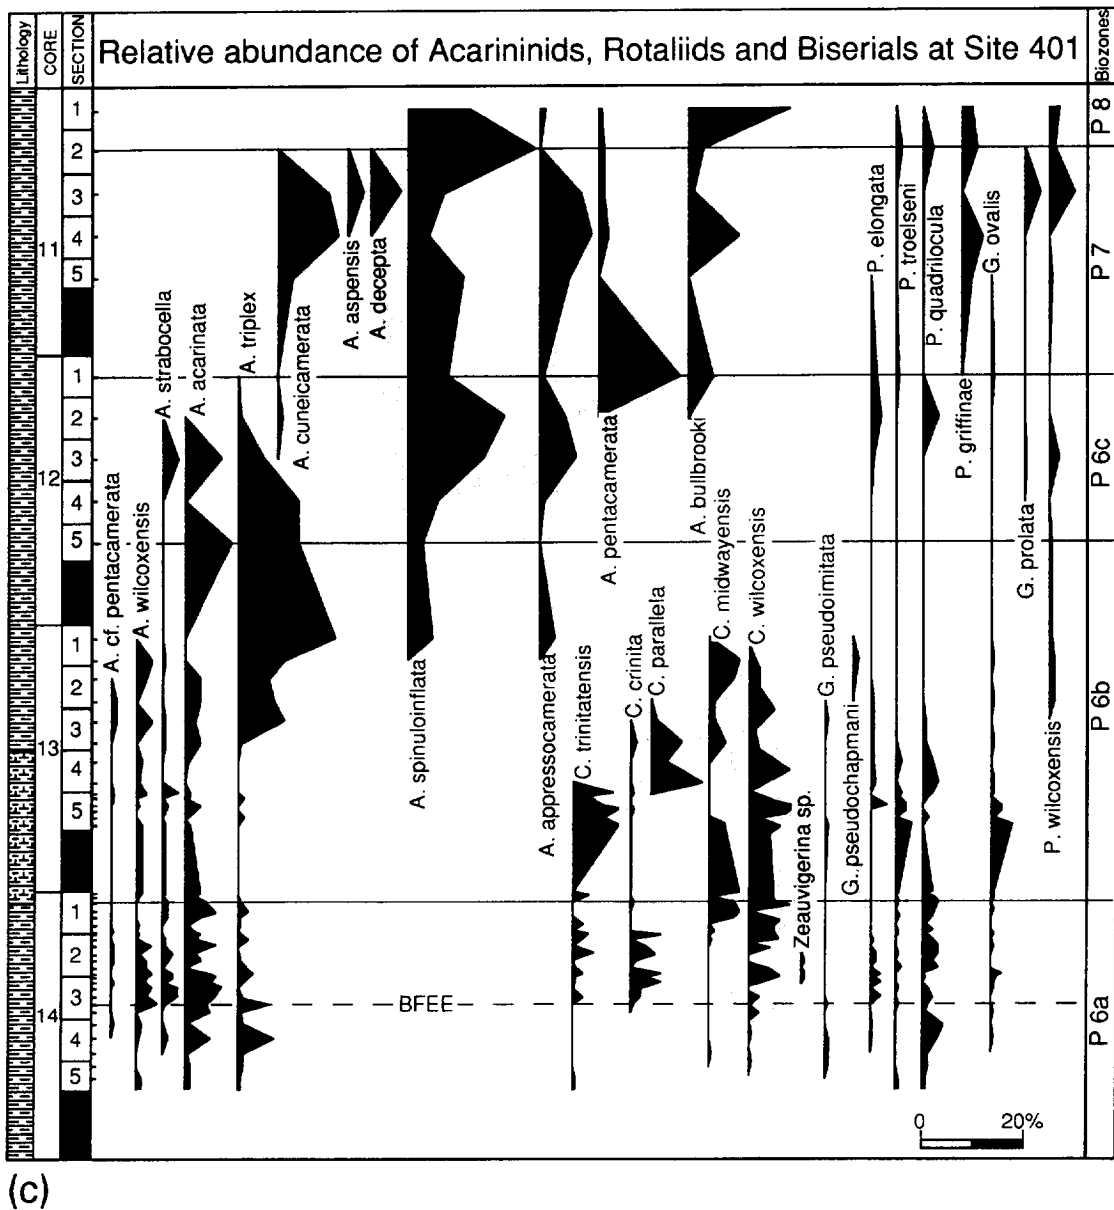 Lithology
CORE
SECTION
Relative abundance of Acarininids, Rotaliids and Biserials at Site 401
Biozones
1
2
3
4
5
1
2
3
4
5
1
2
3
4
5
1
2
3
4
5
11
12
13
14
A. cf. pentacamerata
A. wilcoxensis
A. strabocella
A. acarinata
A. triplex
A. cuneicamerata
A. aspensis
A. decepta
A. spinuloinflata
A. appressocamerata
C. trinitatensis
A. pentacamerata
C. crinita
C. parallela
A. bullbrooki
C. midwayensis
C. wilcoxensis
Zeauvigerina sp.
G. pseudoimitata
G. pseudochapmani
P. elongata
P. troelseni
P. quadrilocula
P. griffinae
G. ovalis
G. prolata
P. wilcoxensis
P 8
P 7
P 6c
P 6b
P 6a
BFEE
0 20%
(c)